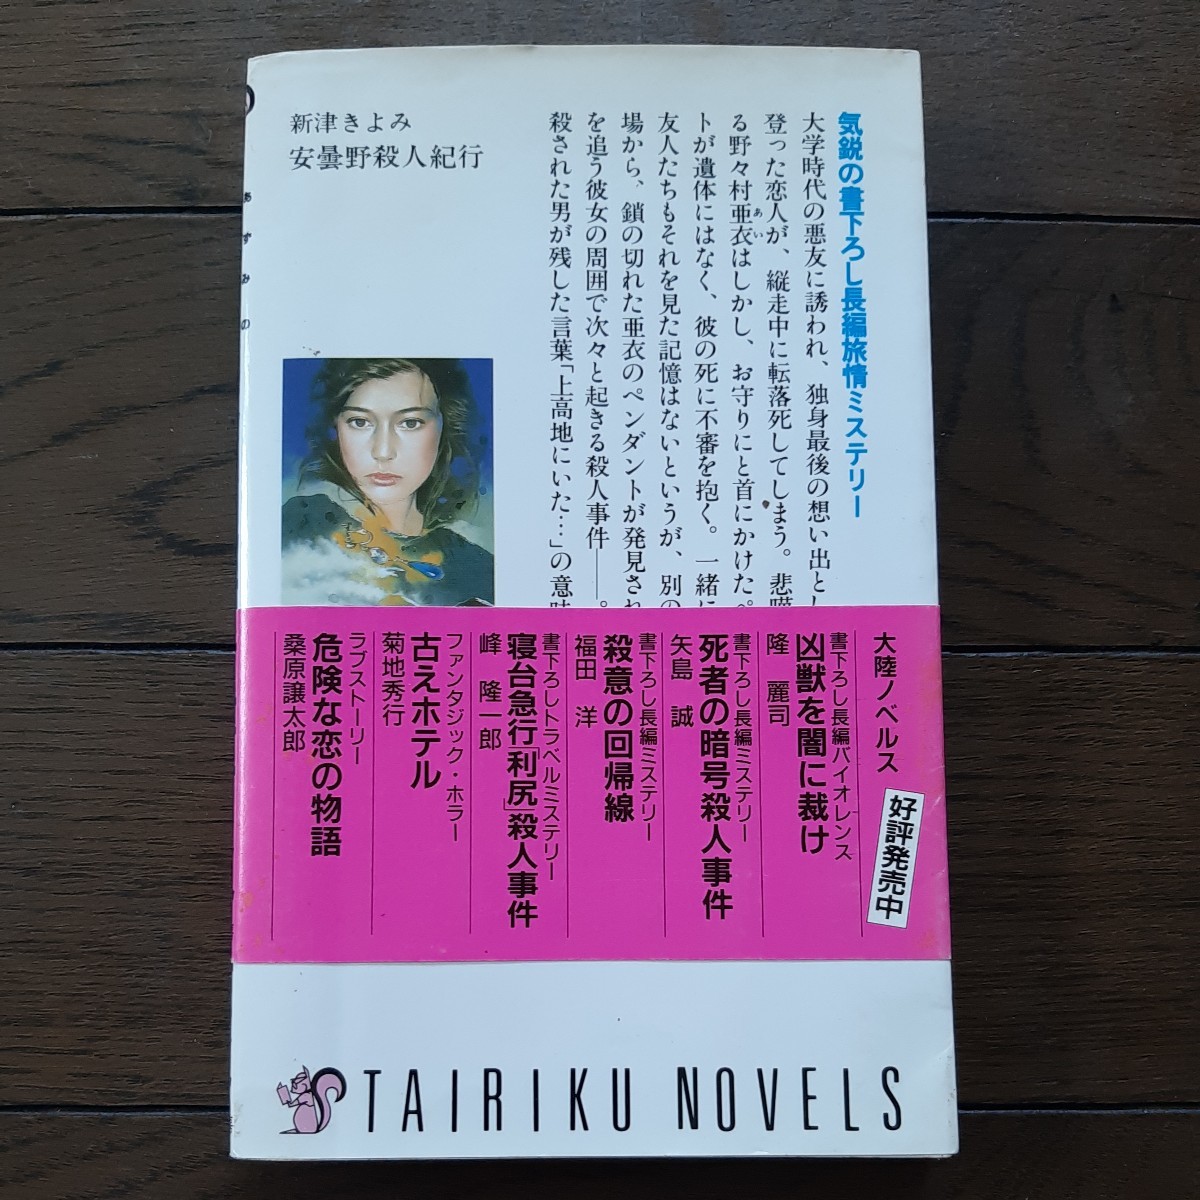 新津きよみ
安曇野殺人紀行
気鋭の書下ろし長編旅情ミステリー
大学時代の悪友に誘われ、独身最後の想い出とし
登った恋人が、縦走中に転落死してしまう。悲嘆
る野々村亜衣はしかし、お守りにと首にかけたペ
あい
トが遺体にはなく、彼の死に不審を抱く。一緒に
友人たちもそれを見た記憶はないというが、別の
場から、鎖の切れた亜衣のペンダントが発見され
を追う彼女の周囲で次々と起きる殺人事件――。
殺された男が残した言葉「上高地にいた…」の意味
あずみの
大陸ノベルス
好評発売中
書下ろし長編バイオレンス
凶獣を闇に裁け
隆 麗司
書下ろし長編ミステリー
死者の暗号殺人事件
矢島 誠
書下ろし長編ミステリー
殺意の回帰線
福田 洋
書下ろしトラベルミステリー
寝台急行「利尻」殺人事件
峰 隆一郎
ファンタジック・ホラー
古えホテル
菊地秀行
ラブストーリー
危険な恋の物語
桑原譲太郎
TAIRIKU NOVELS